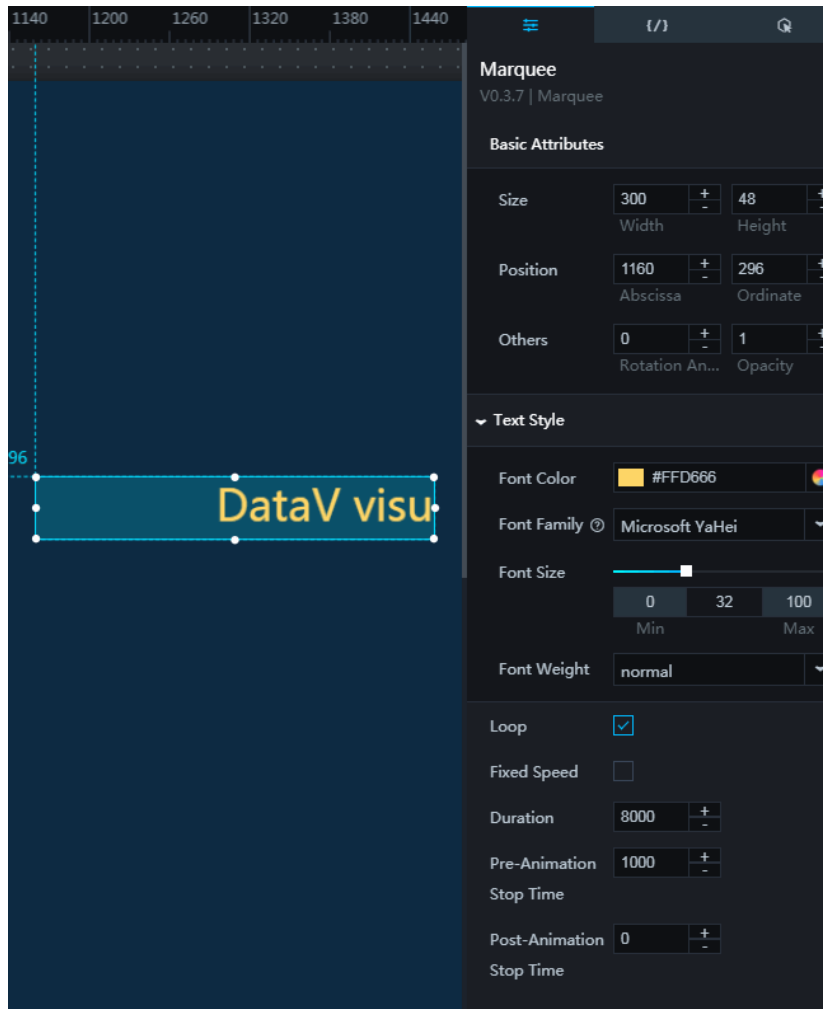 1140 1200 1260 1320 1380 1440
{/}
Marquee
V0.3.7 | Marquee
Basic Attributes
Size 300 + - 48 + -
Width Height
Position 1160 + - 296 + -
Abscissa Ordinate
Others 0 + - 1 + -
Rotation An... Opacity
Text Style
96
DataV visu
Font Color #FFD666
Font Family ? Microsoft YaHei
Font Size
0 32 100
Min Max
Font Weight normal
Loop
Fixed Speed
Duration 8000 + -
Pre-Animation 1000 + -
Stop Time
Post-Animation 0 + -
Stop Time